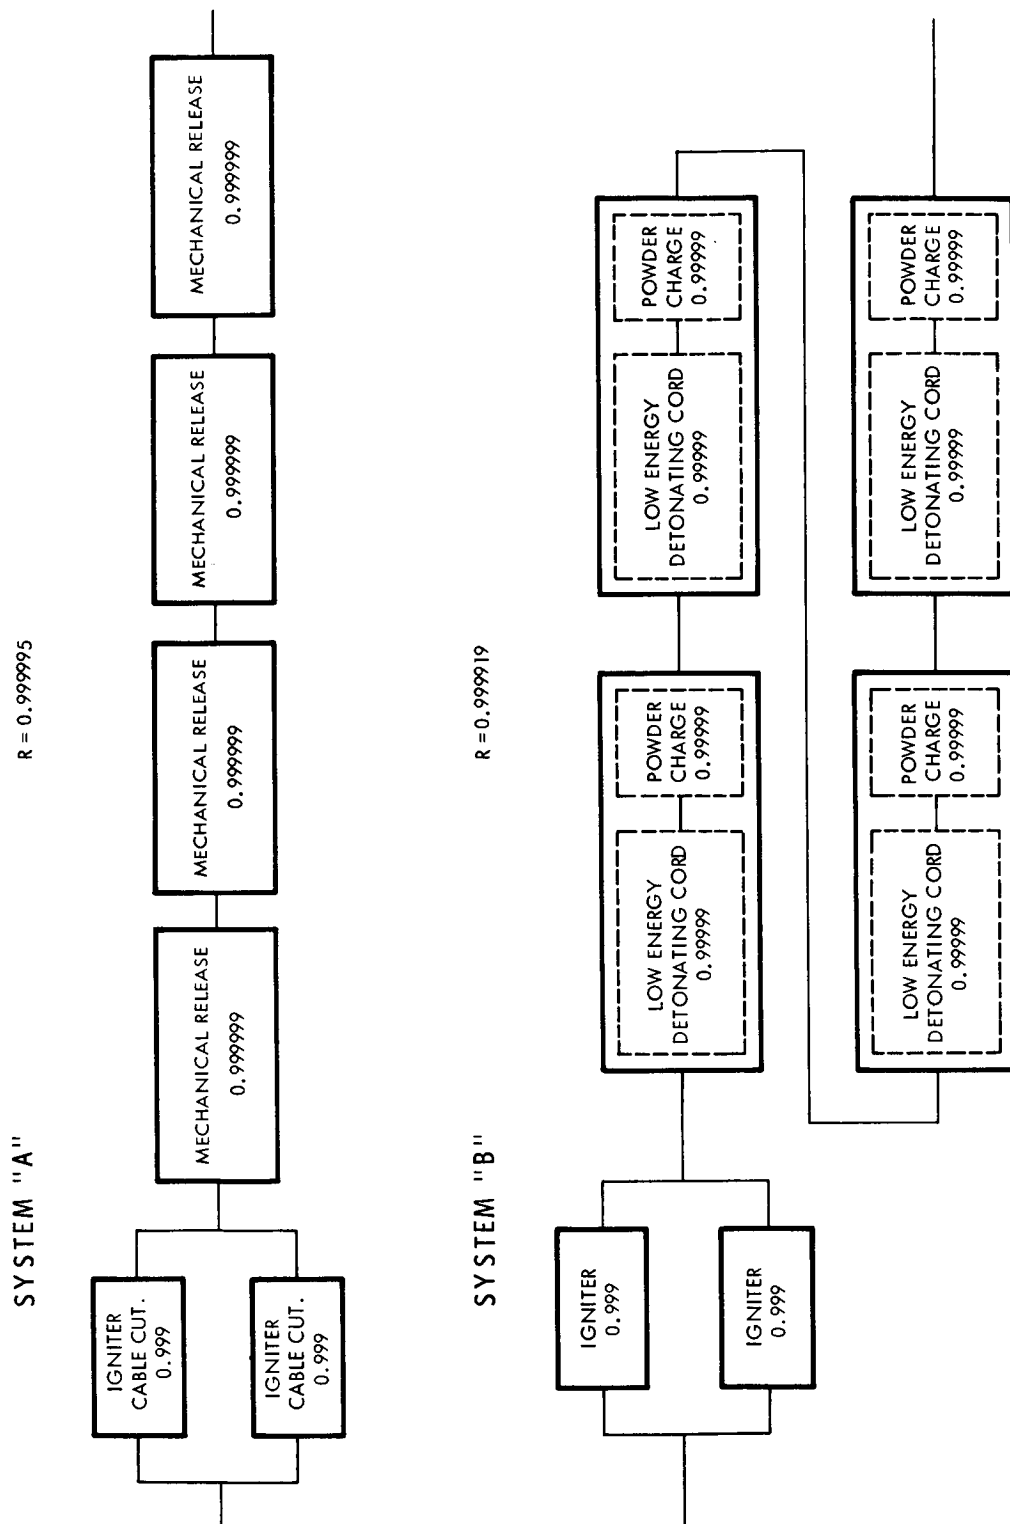 SYSTEM "A"
R = 0.999995
IGNITER
CABLE CUT.
0.999
IGNITER
CABLE CUT.
0.999
MECHANICAL RELEASE
0.999999
MECHANICAL RELEASE
0.999999
MECHANICAL RELEASE
0.999999
MECHANICAL RELEASE
0.999999
SYSTEM "B"
R = 0.999919
IGNITER
0.999
IGNITER
0.999
LOW ENERGY
DETONATING CORD
0.99999
POWDER
CHARGE
0.99999
LOW ENERGY
DETONATING CORD
0.99999
POWDER
CHARGE
0.99999
LOW ENERGY
DETONATING CORD
0.99999
POWDER
CHARGE
0.99999
LOW ENERGY
DETONATING CORD
0.99999
POWDER
CHARGE
0.99999